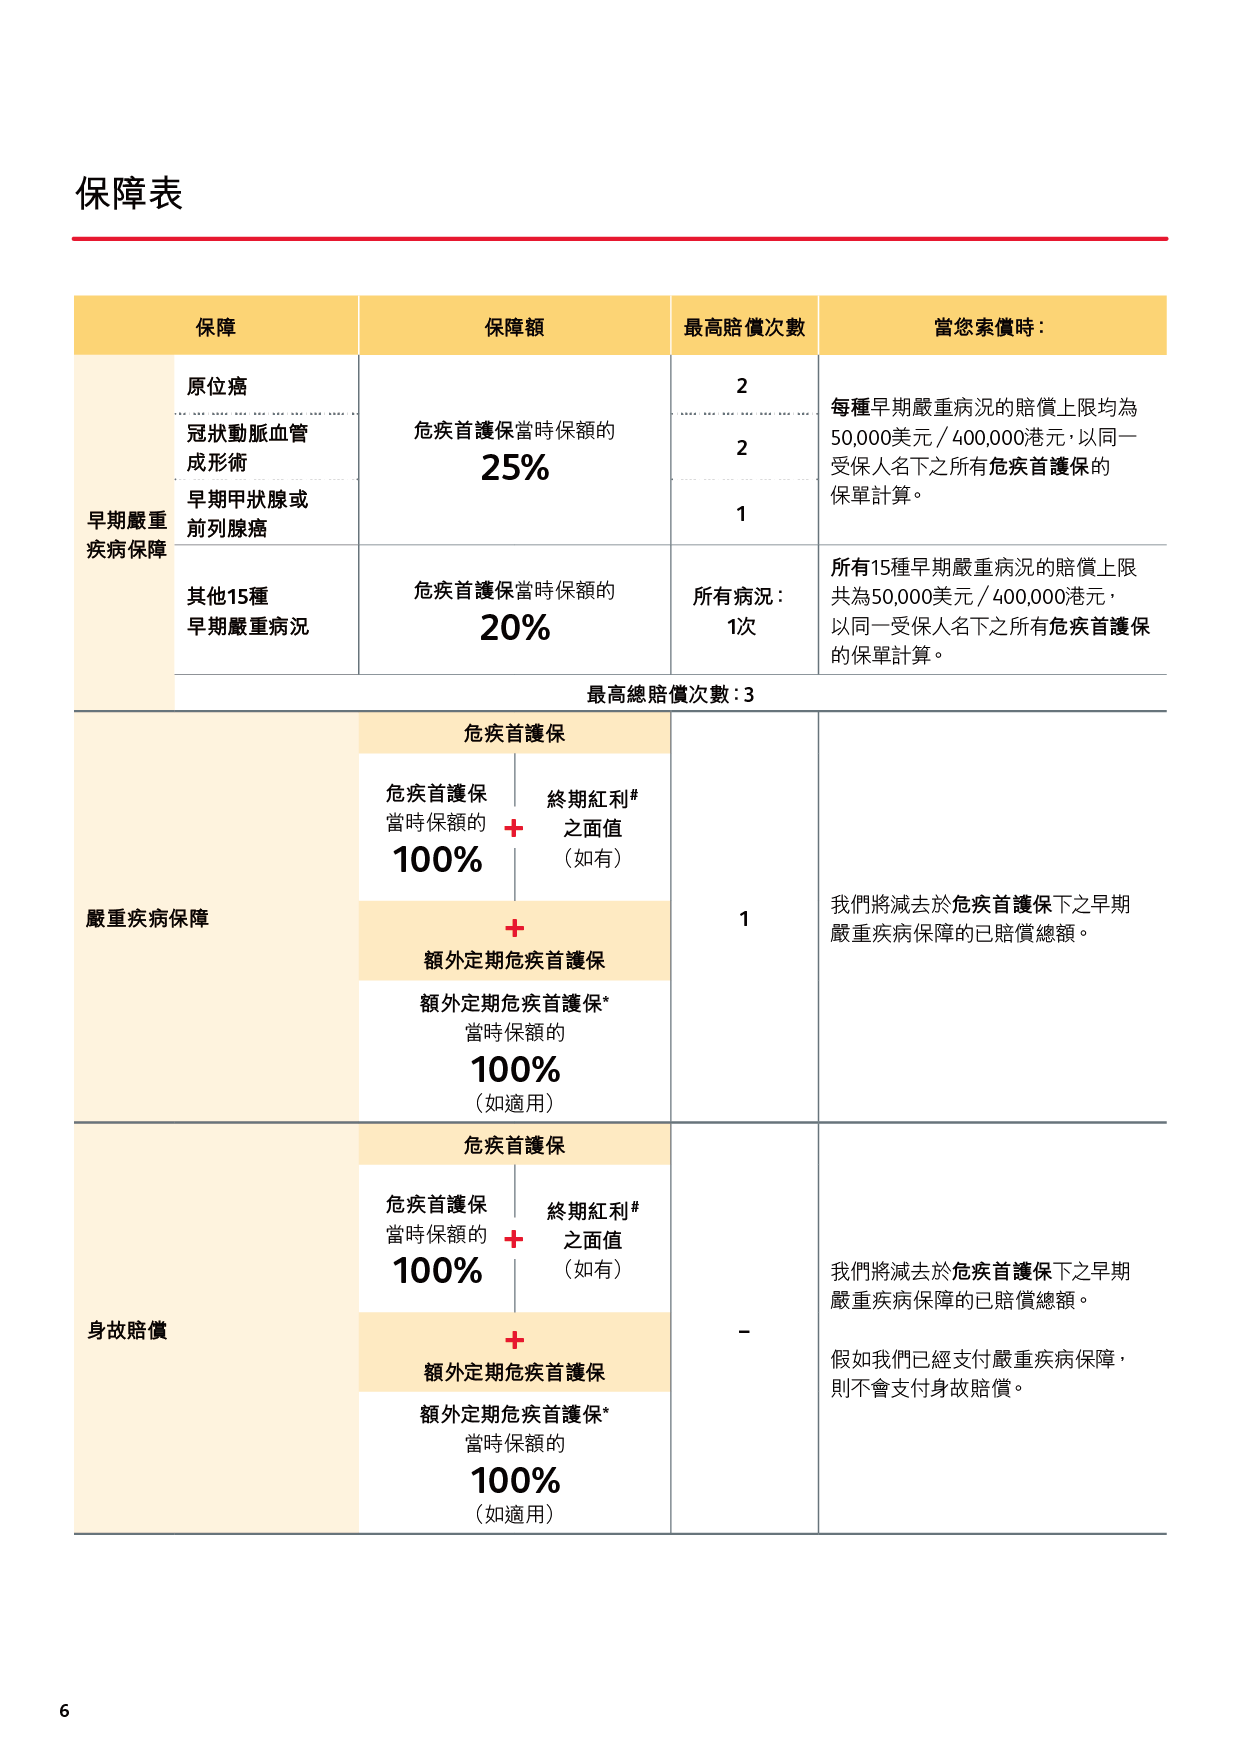 保障表
保障
保障額
最高賠償次數
當您索償時：
早期嚴重
疾病保障
原位癌
冠狀動脈血管
成形術
早期甲狀腺或
前列腺癌
危疾首護保當時保額的
25%
2
2
1
每種早期嚴重病況的賠償上限均為
50,000美元／400,000港元，以同一
受保人名下之所有危疾首護保的
保單計算。
其他15種
早期嚴重病況
危疾首護保當時保額的
20%
所有病況：
1次
所有15種早期嚴重病況的賠償上限
共為50,000美元／400,000港元，
以同一受保人名下之所有危疾首護保
的保單計算。
最高總賠償次數：3
嚴重疾病保障
危疾首護保
危疾首護保
當時保額的
100%
+
終期紅利#
之面值
（如有）
+
額外定期危疾首護保
額外定期危疾首護保*
當時保額的
100%
（如適用）
1
我們將減去於危疾首護保下之早期
嚴重疾病保障的已賠償總額。
身故賠償
危疾首護保
危疾首護保
當時保額的
100%
+
終期紅利#
之面值
（如有）
+
額外定期危疾首護保
額外定期危疾首護保*
當時保額的
100%
（如適用）
–
我們將減去於危疾首護保下之早期
嚴重疾病保障的已賠償總額。
假如我們已經支付嚴重疾病保障，
則不會支付身故賠償。
6